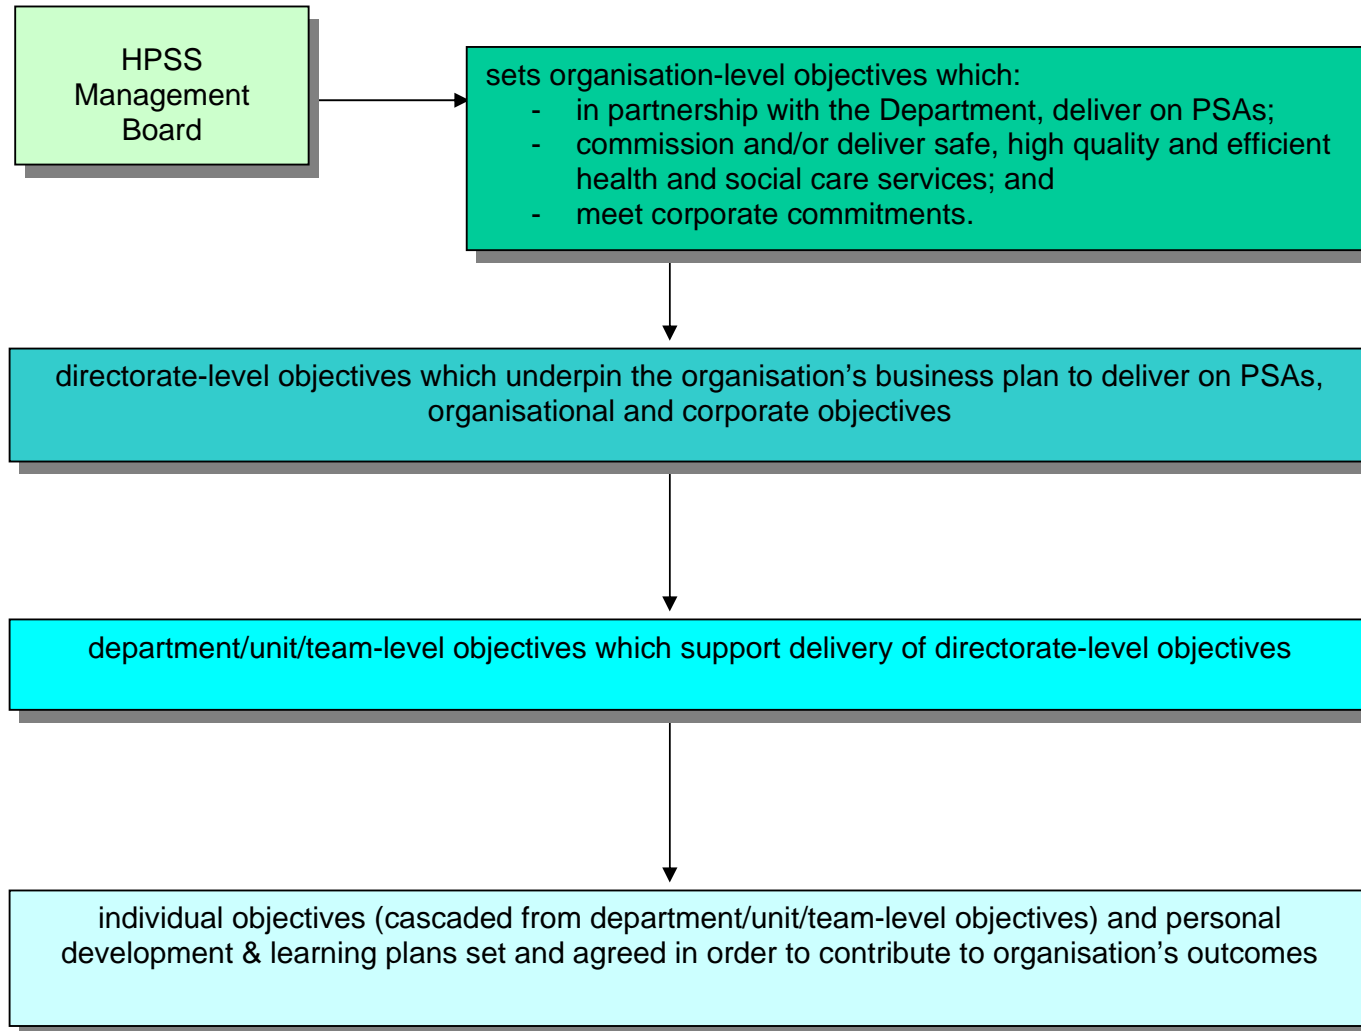 HPSS
Management
Board
sets organisation-level objectives which:
- in partnership with the Department, deliver on PSAs;
- commission and/or deliver safe, high quality and efficient
health and social care services; and
- meet corporate commitments.
directorate-level objectives which underpin the organisation’s business plan to deliver on PSAs,
organisational and corporate objectives
department/unit/team-level objectives which support delivery of directorate-level objectives
individual objectives (cascaded from department/unit/team-level objectives) and personal
development & learning plans set and agreed in order to contribute to organisation’s outcomes